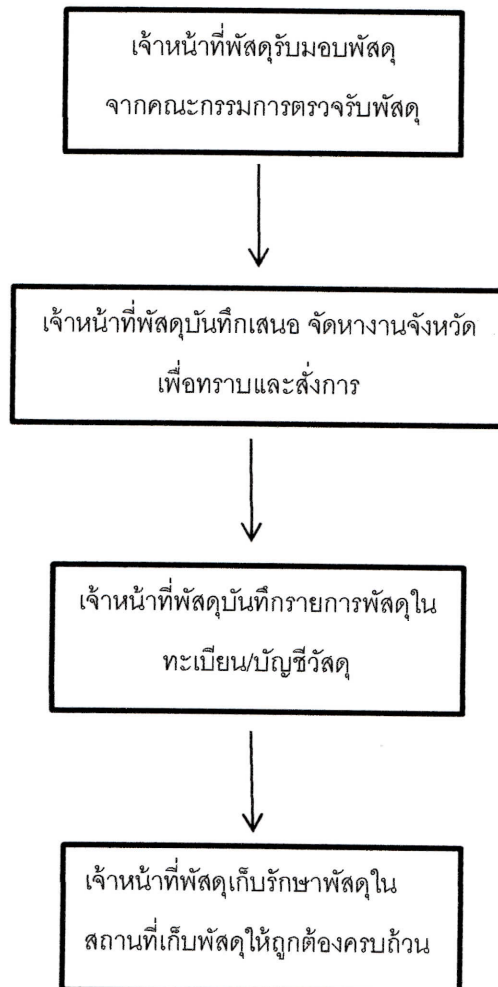 เจ้าหน้าที่พัสดุรับมอบพัสดุ
จากคณะกรรมการตรวจรับพัสดุ
เจ้าหน้าที่พัสดุบันทึกเสนอ จัดหางานจังหวัด
เพื่อทราบและสั่งการ
เจ้าหน้าที่พัสดุบันทึกรายการพัสดุใน
ทะเบียน/บัญชีวัสดุ
เจ้าหน้าที่พัสดุเก็บรักษาพัสดุใน
สถานที่เก็บพัสดุให้ถูกต้องครบถ้วน